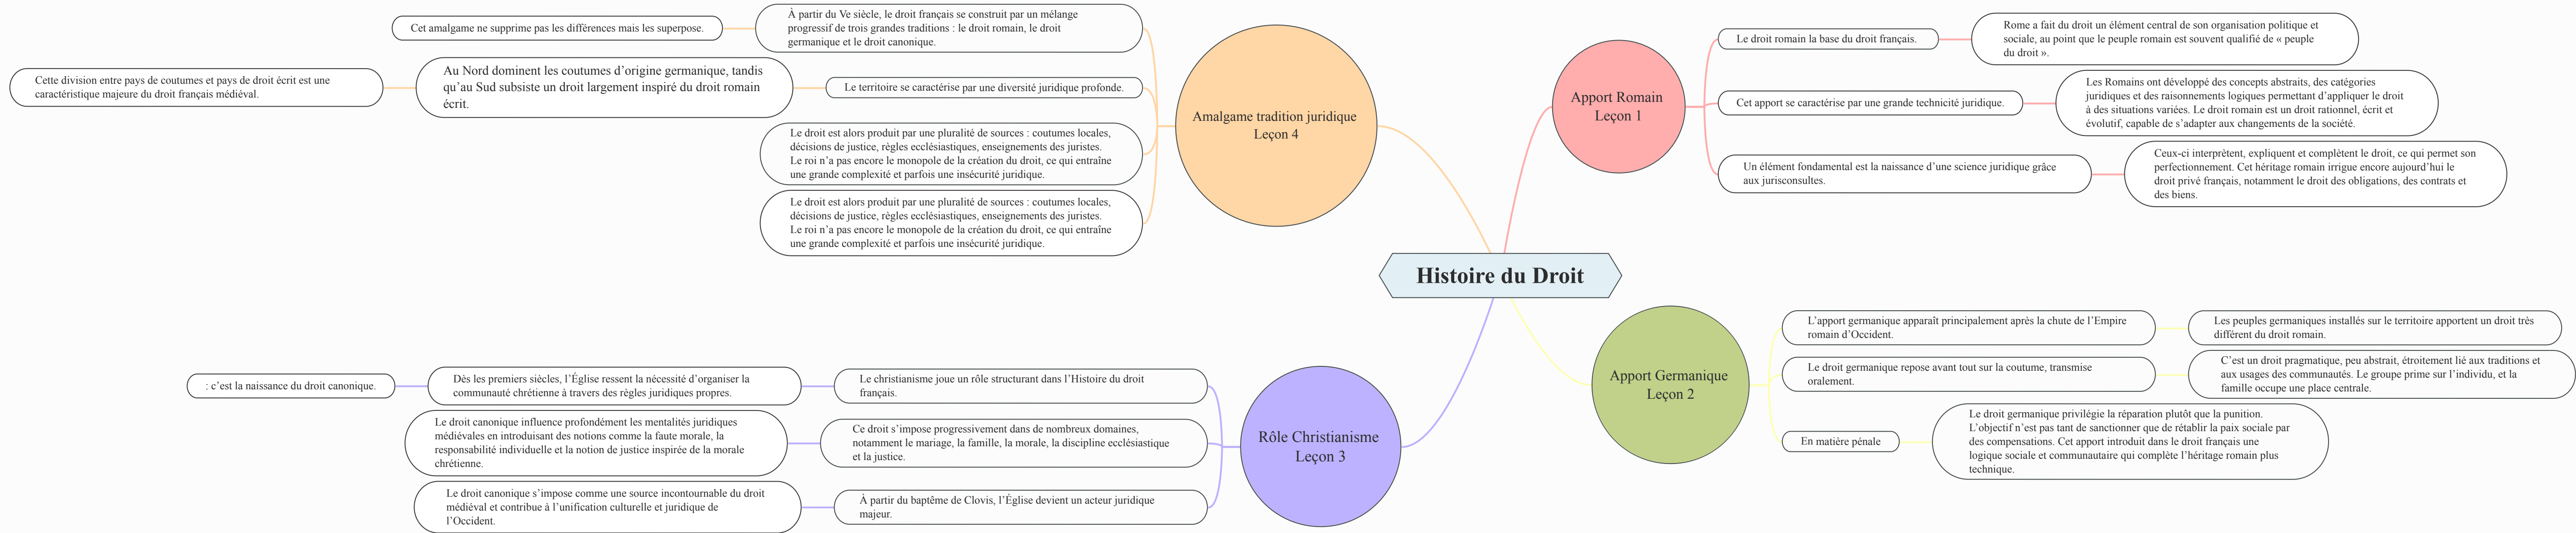 Histoire du Droit
Apport Romain
Leçon 1
Le droit romain la base du droit français.
Rome a fait du droit un élément central de son organisation politique et
sociale, au point que le peuple romain est souvent qualifié de « peuple
du droit ».
Cet apport se caractérise par une grande technicité juridique.
Les Romains ont développé des concepts abstraits, des catégories
juridiques et des raisonnements logiques permettant d’appliquer le droit
à des situations variées. Le droit romain est un droit rationnel, écrit et
évolutif, capable de s’adapter aux changements de la société.
Un élément fondamental est la naissance d’une science juridique grâce
aux jurisconsultes.
Ceux-ci interprètent, expliquent et complètent le droit, ce qui permet son
perfectionnement. Cet héritage romain irrigue encore aujourd’hui le
droit privé français, notamment le droit des obligations, des contrats et
des biens.
Apport Germanique
Leçon 2
L’apport germanique apparaît principalement après la chute de l’Empire
romain d’Occident.
Les peuples germaniques installés sur le territoire apportent un droit très
différent du droit romain.
Le droit germanique repose avant tout sur la coutume, transmise
oralement.
C’est un droit pragmatique, peu abstrait, étroitement lié aux traditions et
aux usages des communautés. Le groupe prime sur l’individu, et la
famille occupe une place centrale.
En matière pénale
Le droit germanique privilégie la réparation plutôt que la punition.
L’objectif n’est pas tant de sanctionner que de rétablir la paix sociale par
des compensations. Cet apport introduit dans le droit français une
logique sociale et communautaire qui complète l’héritage romain plus
technique.
Rôle Christianisme
Leçon 3
Le christianisme joue un rôle structurant dans l’Histoire du droit
français.
Dès les premiers siècles, l’Église ressent la nécessité d’organiser la
communauté chrétienne à travers des règles juridiques propres.
: c’est la naissance du droit canonique.
Ce droit s’impose progressivement dans de nombreux domaines,
notamment le mariage, la famille, la morale, la discipline ecclésiastique
et la justice.
Le droit canonique influence profondément les mentalités juridiques
médiévales en introduisant des notions comme la faute morale, la
responsabilité individuelle et la notion de justice inspirée de la morale
chrétienne.
À partir du baptême de Clovis, l’Église devient un acteur juridique
majeur.
Le droit canonique s’impose comme une source incontournable du droit
médiéval et contribue à l’unification culturelle et juridique de
l’Occident.
Amalgame tradition juridique
Leçon 4
À partir du Ve siècle, le droit français se construit par un mélange
progressif de trois grandes traditions : le droit romain, le droit
germanique et le droit canonique.
Cet amalgame ne supprime pas les différences mais les superpose.
Le territoire se caractérise par une diversité juridique profonde.
Au Nord dominent les coutumes d’origine germanique, tandis
qu’au Sud subsiste un droit largement inspiré du droit romain
écrit.
Cette division entre pays de coutumes et pays de droit écrit est une
caractéristique majeure du droit français médiéval.
Le droit est alors produit par une pluralité de sources : coutumes locales,
décisions de justice, règles ecclésiastiques, enseignements des juristes.
Le roi n’a pas encore le monopole de la création du droit, ce qui entraîne
une grande complexité et parfois une insécurité juridique.
Le droit est alors produit par une pluralité de sources : coutumes locales,
décisions de justice, règles ecclésiastiques, enseignements des juristes.
Le roi n’a pas encore le monopole de la création du droit, ce qui entraîne
une grande complexité et parfois une insécurité juridique.